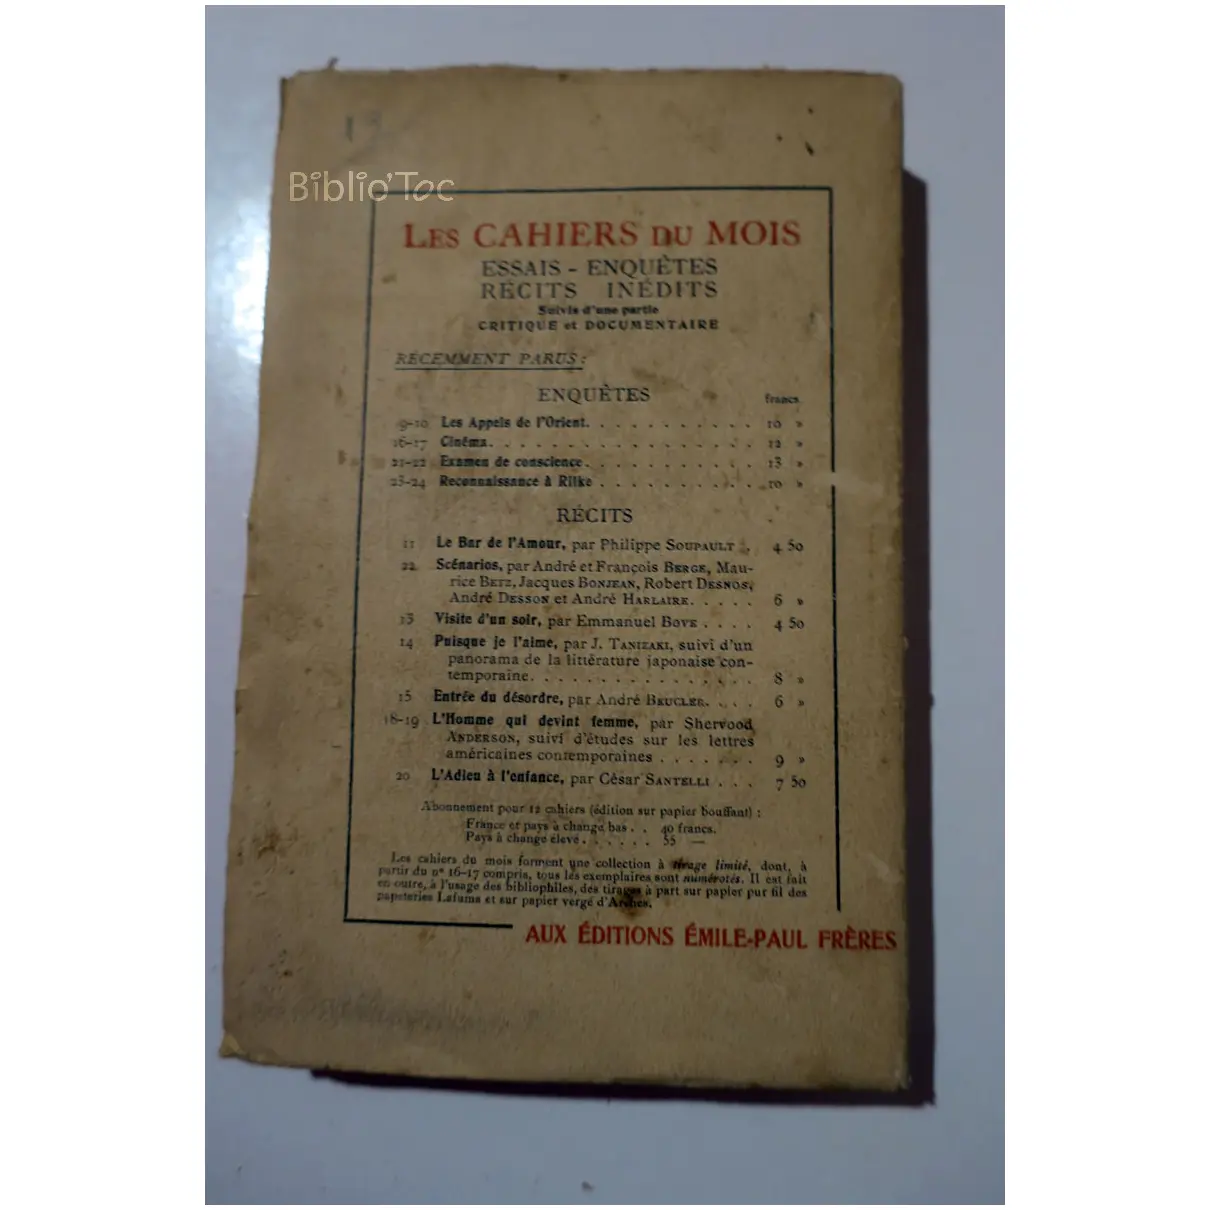 13
Biblio'Toc
LES CAHIERS DU MOIS
ESSAIS - ENQUÊTES
RÉCITS INÉDITS
Suivis d'une partie
CRITIQUE et DOCUMENTAIRE
RÉCEMMENT PARUS :
ENQUÊTES
francs
9-10 Les Appels de l'Orient. . . . . . . . . . . 10 »
16-17 Cinéma. . . . . . . . . . . . . . . . . 12 »
21-22 Examen de conscience. . . . . . . . . . . 13 »
23-24 Reconnaissance à Rilke . . . . . . . . . . 10 »
RÉCITS
11 Le Bar de l'Amour, par Philippe SOUPAULT . 4 50
22 Scénarios, par André et François BERGE, Mau-
rice BETZ, Jacques BONJEAN, Robert DESNOS,
André DESSON et André HARLAIRE. . . . . 6 »
13 Visite d'un soir, par Emmanuel BOVE . . . . 4 50
14 Puisque je l'aime, par J. TANIZAKI, suivi d'un
panorama de la littérature japonaise con-
temporaine. . . . . . . . . . . . . . . 8 »
15 Entrée du désordre, par André BEUCLER. . . . 6 »
18-19 L'Homme qui devint femme, par Sherwood
ANDERSON, suivi d'études sur les lettres
américaines contemporaines . . . . . . . 9 »
20 L'Adieu à l'enfance, par César SANTELLI . . . 7 50
Abonnement pour 12 cahiers (édition sur papier bouffant) :
France et pays à change bas . . 40 francs.
Pays à change élevé . . . . . . 55 —
Les cahiers du mois forment une collection à tirage limité, dont, à
partir du n° 16-17 compris, tous les exemplaires sont numérotés. Il est fait
en outre, à l'usage des bibliophiles, des tirages à part sur papier pur fil des
papeteries Lafuma et sur papier vergé d'Arches.
AUX ÉDITIONS ÉMILE-PAUL FRÈRES